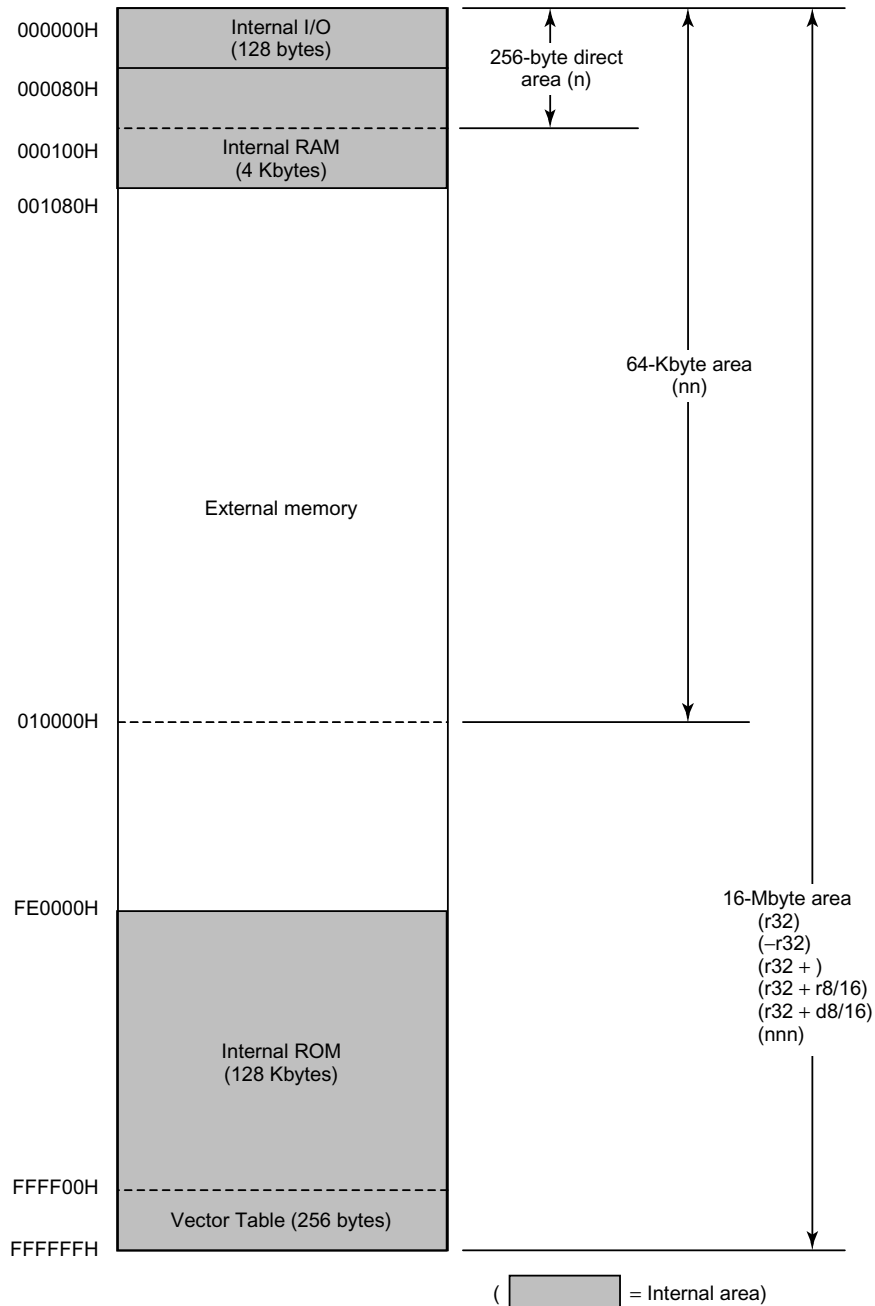 000000H
Internal I/O
(128 bytes)
256-byte direct
area (n)
000080H
000100H
Internal RAM
(4 Kbytes)
001080H
64-Kbyte area
(nn)
External memory
010000H
FE0000H
16-Mbyte area
(r32)
(−r32)
(r32 + )
(r32 + r8/16)
(r32 + d8/16)
(nnn)
Internal ROM
(128 Kbytes)
FFFF00H
Vector Table (256 bytes)
FFFFFFH
( = Internal area)